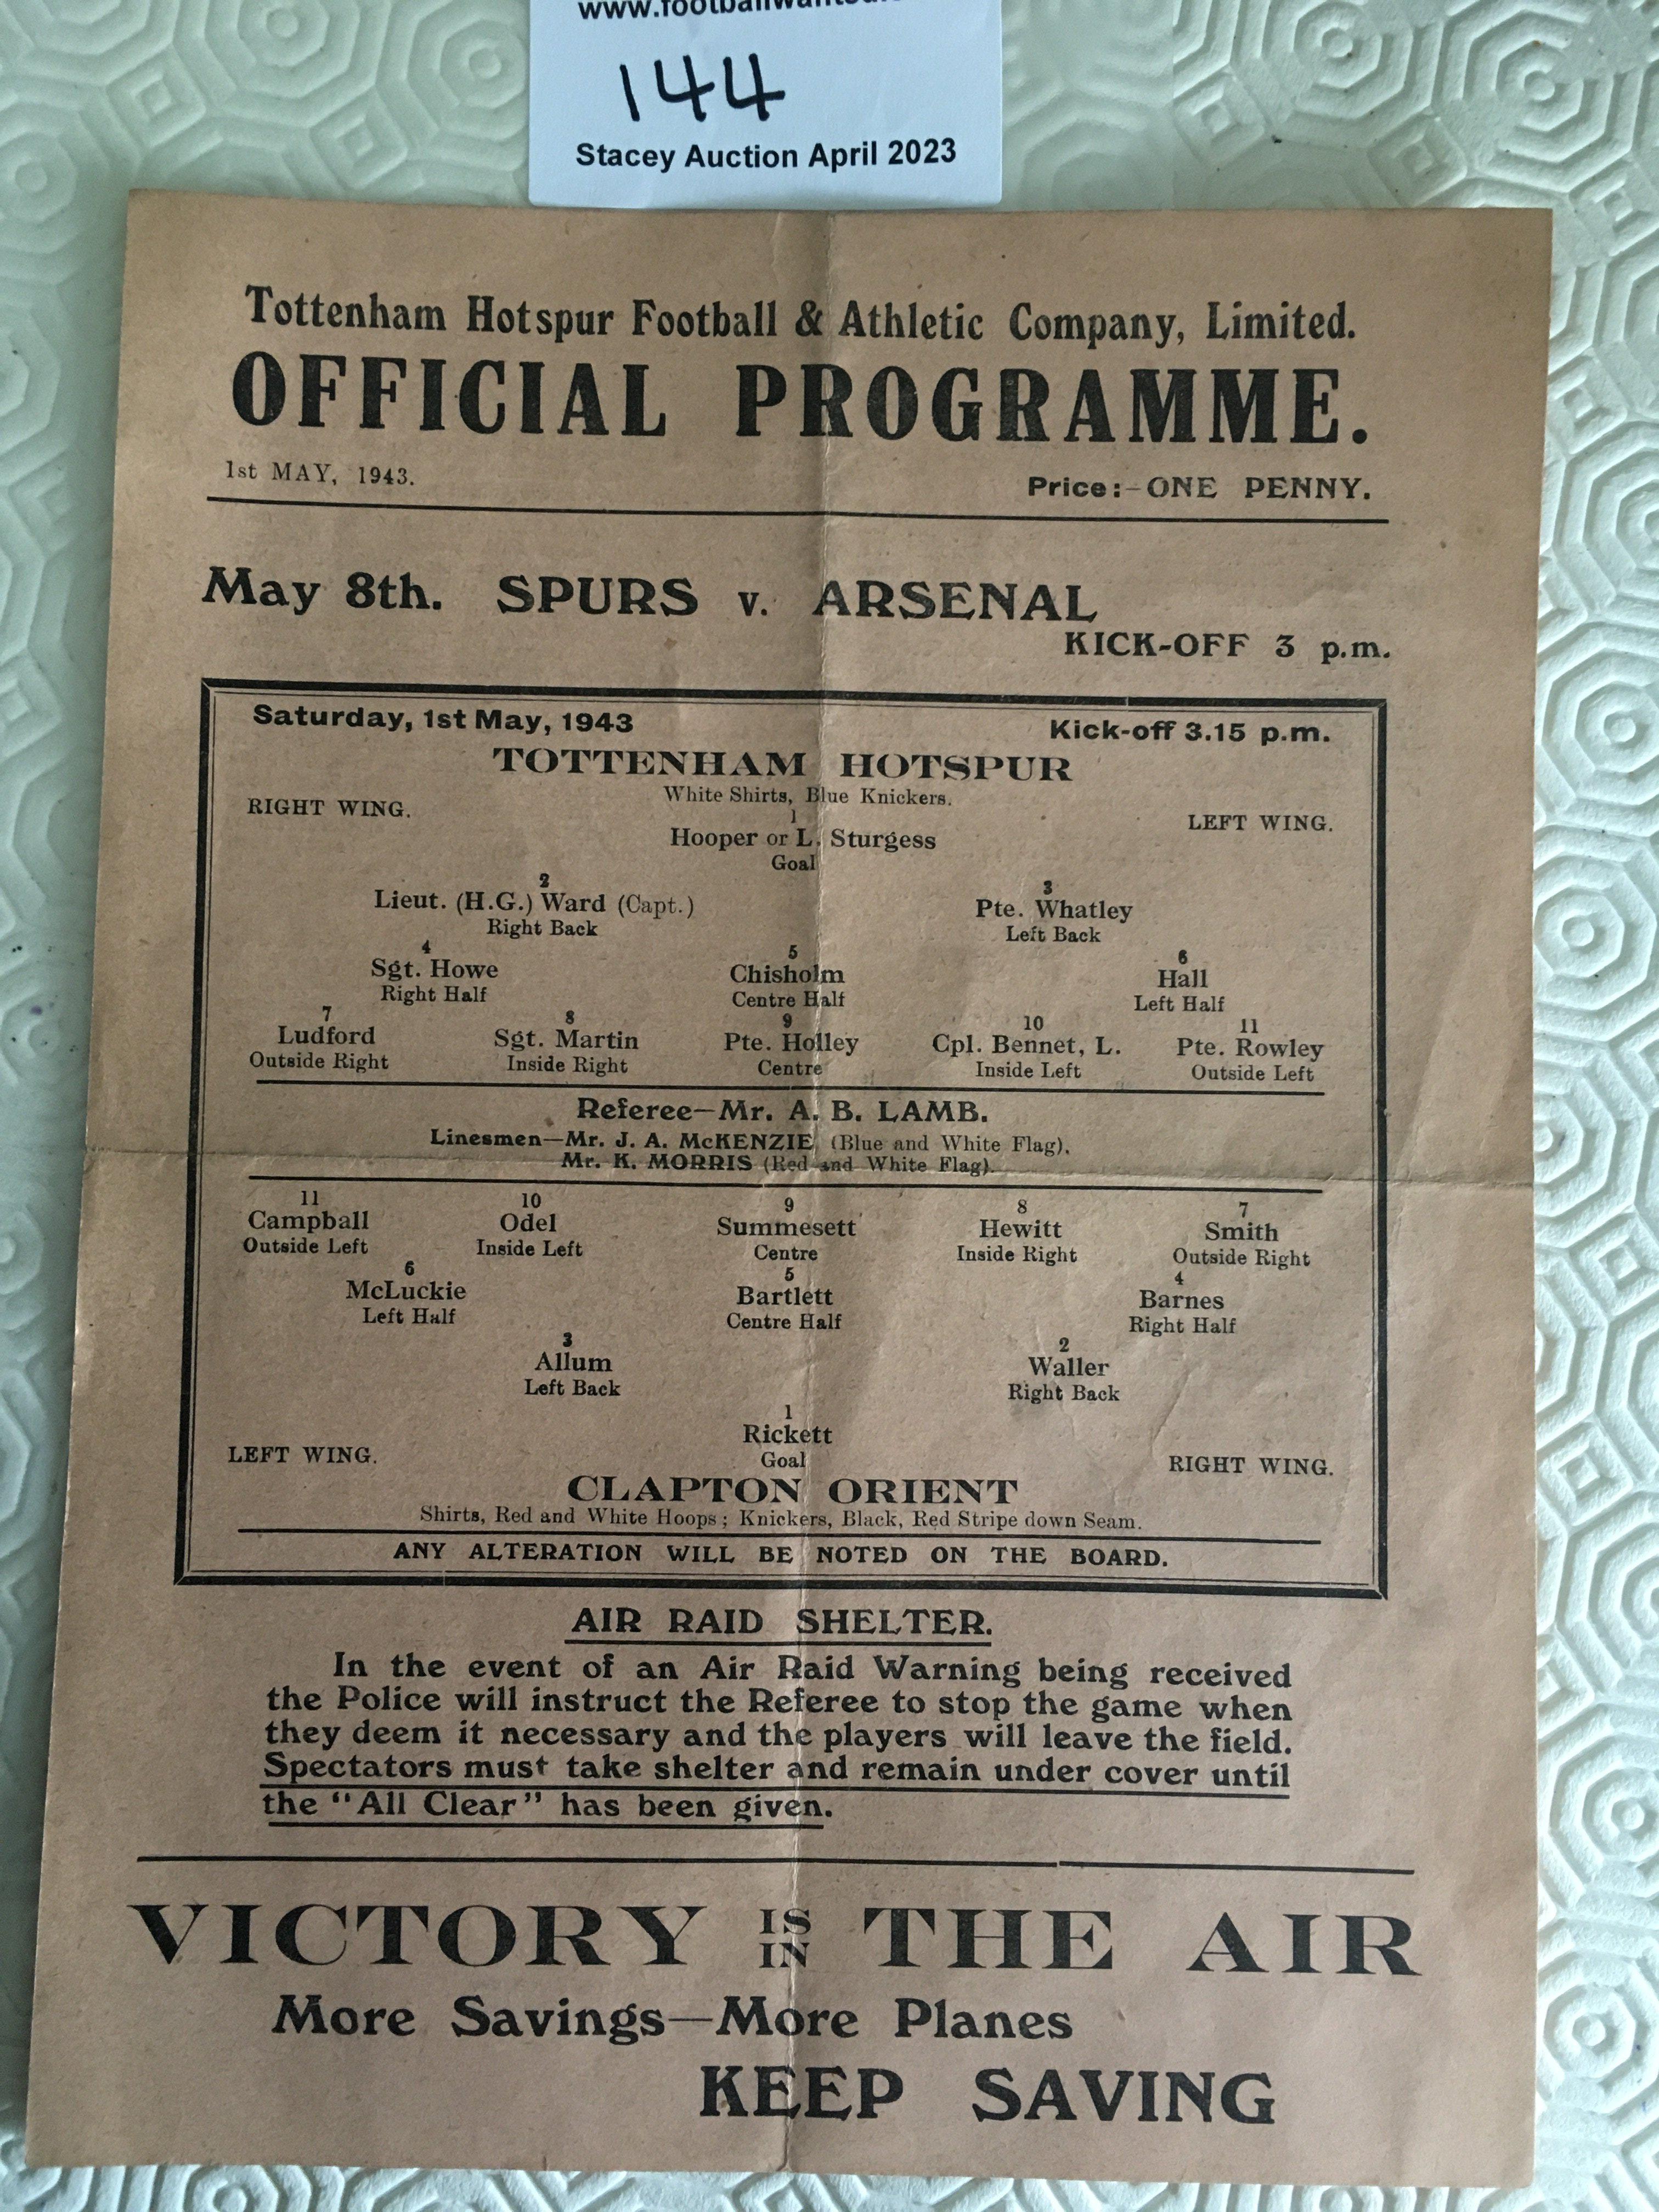 144
Stacey Auction April 2023
Tottenham Hotspur Football & Athletic Company, Limited.
OFFICIAL PROGRAMME.
1st MAY, 1943.
Price:-ONE PENNY.
May 8th. SPURS v. ARSENAL
KICK-OFF 3 p.m.
Saturday, 1st May, 1943 Kick-off 3.15 p.m.
TOTTENHAM HOTSPUR
White Shirts, Blue Knickers.
RIGHT WING. LEFT WING.
1
Hooper or L. Sturgess
Goal
2 3
Lieut. (H.G.) Ward (Capt.) Pte. Whatley
Right Back Left Back
4 5 6
Sgt. Howe Chisholm Hall
Right Half Centre Half Left Half
7 8 9 10 11
Ludford Sgt. Martin Pte. Holley Cpl. Bennet, L. Pte. Rowley
Outside Right Inside Right Centre Inside Left Outside Left
Referee—Mr. A. B. LAMB.
Linesmen—Mr. J. A. McKENZIE (Blue and White Flag).
Mr. K. MORRIS (Red and White Flag).
11 10 9 8 7
Campball Odel Summesett Hewitt Smith
Outside Left Inside Left Centre Inside Right Outside Right
6 5 4
McLuckie Bartlett Barnes
Left Half Centre Half Right Half
3 2
Allum Waller
Left Back Right Back
1
Rickett
Goal
LEFT WING. RIGHT WING.
CLAPTON ORIENT
Shirts, Red and White Hoops; Knickers, Black, Red Stripe down Seam.
ANY ALTERATION WILL BE NOTED ON THE BOARD.
AIR RAID SHELTER.
In the event of an Air Raid Warning being received
the Police will instruct the Referee to stop the game when
they deem it necessary and the players will leave the field.
Spectators must take shelter and remain under cover until
the "All Clear" has been given.
VICTORY IS IN THE AIR
More Savings—More Planes
KEEP SAVING